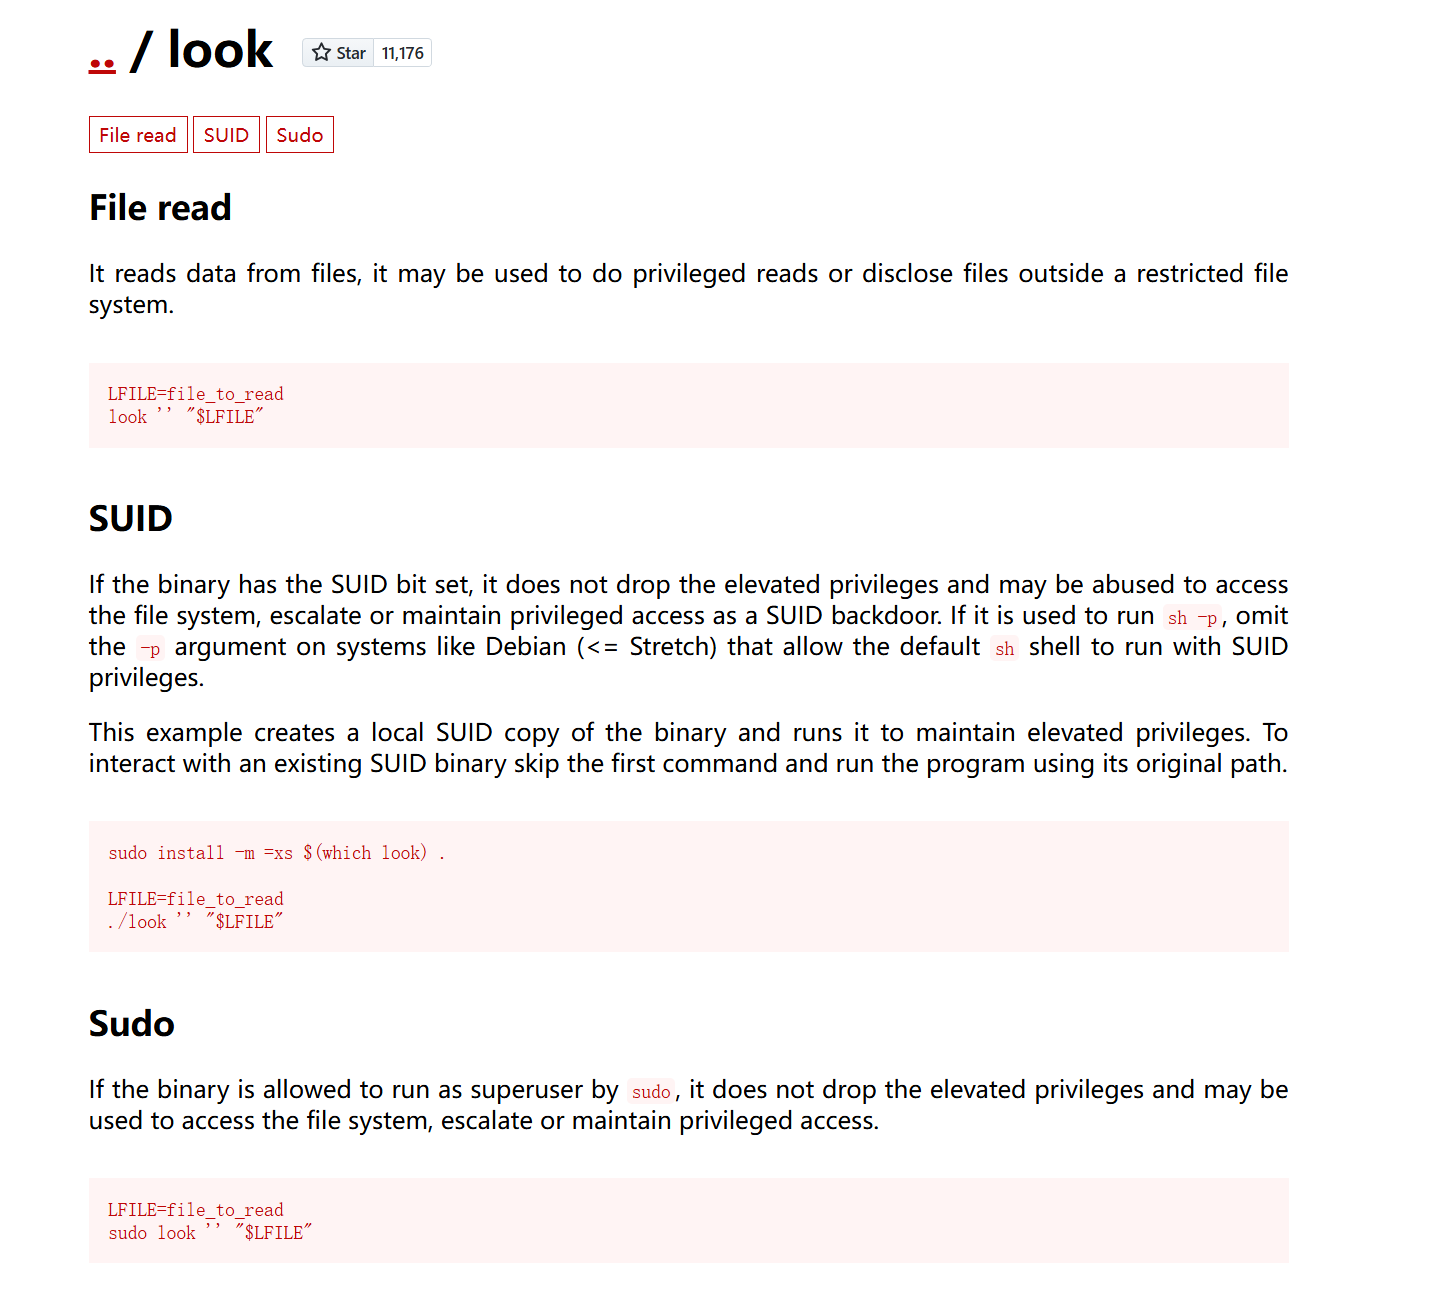 .. / look Star 11,176
File read SUID Sudo
File read
It reads data from files, it may be used to do privileged reads or disclose files outside a restricted file
system.
LFILE=file_to_read
look '' "$LFILE"
SUID
If the binary has the SUID bit set, it does not drop the elevated privileges and may be abused to access
the file system, escalate or maintain privileged access as a SUID backdoor. If it is used to run sh -p, omit
the -p argument on systems like Debian (<= Stretch) that allow the default sh shell to run with SUID
privileges.
This example creates a local SUID copy of the binary and runs it to maintain elevated privileges. To
interact with an existing SUID binary skip the first command and run the program using its original path.
sudo install -m =xs $(which look) .
LFILE=file_to_read
./look '' "$LFILE"
Sudo
If the binary is allowed to run as superuser by sudo, it does not drop the elevated privileges and may be
used to access the file system, escalate or maintain privileged access.
LFILE=file_to_read
sudo look '' "$LFILE"